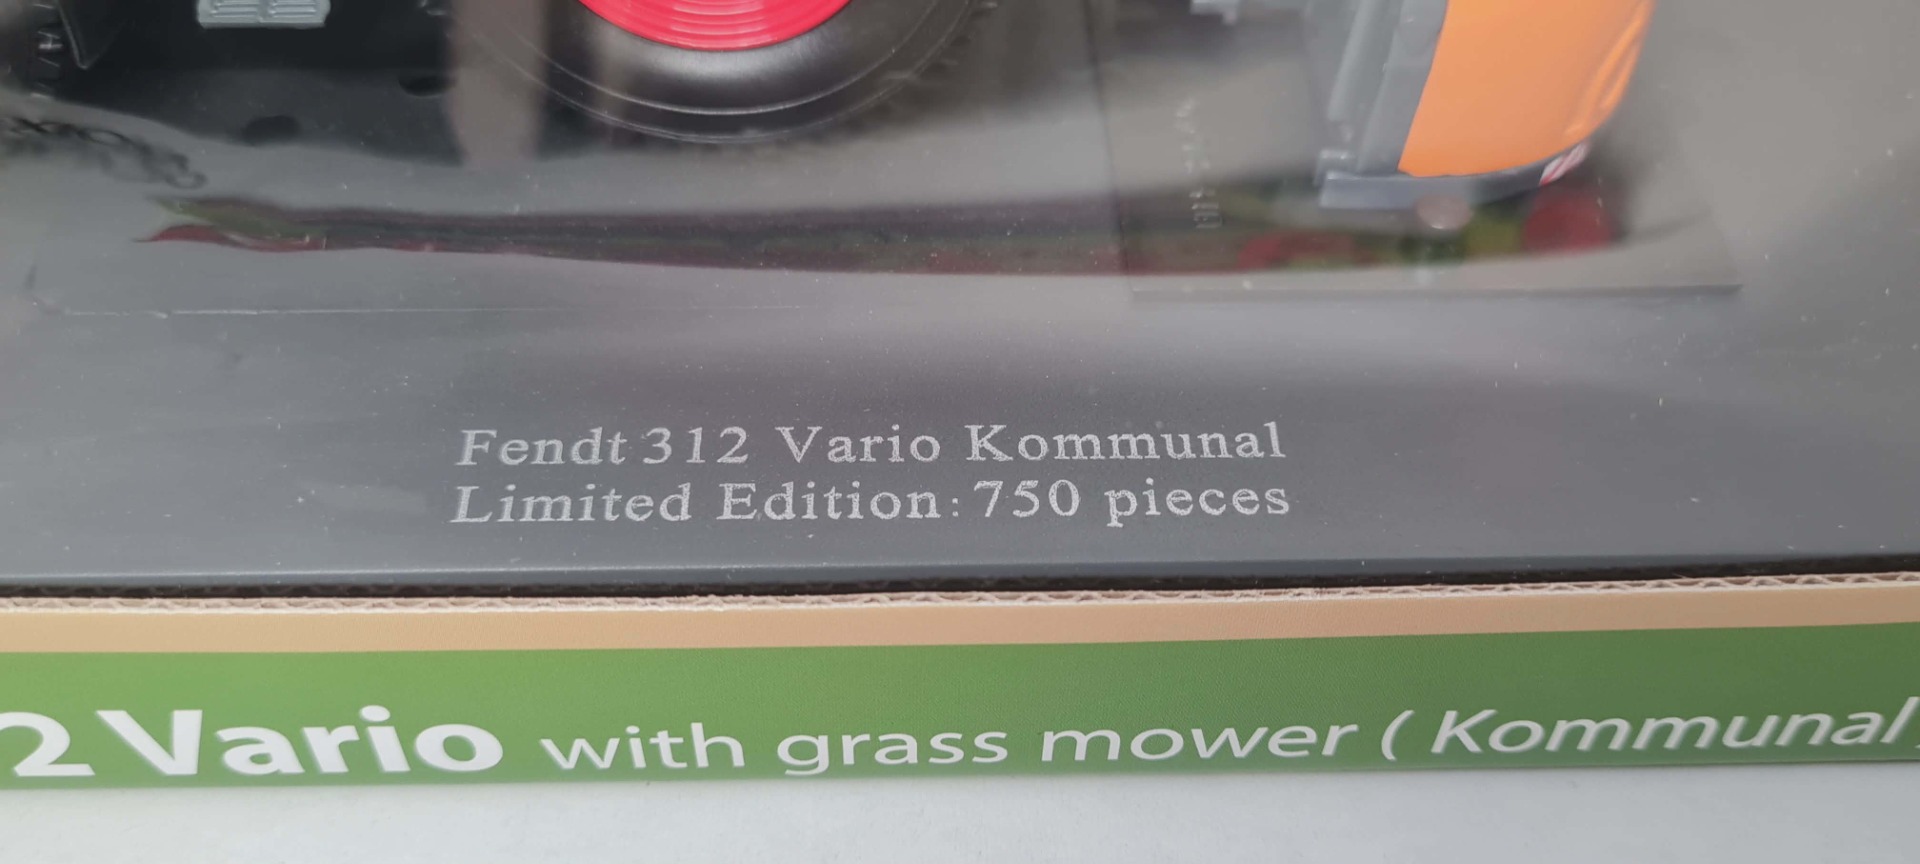 Fendt 312 Vario Kommunal
Limited Edition: 750 pieces
2 Vario with grass mower (Kommunal)